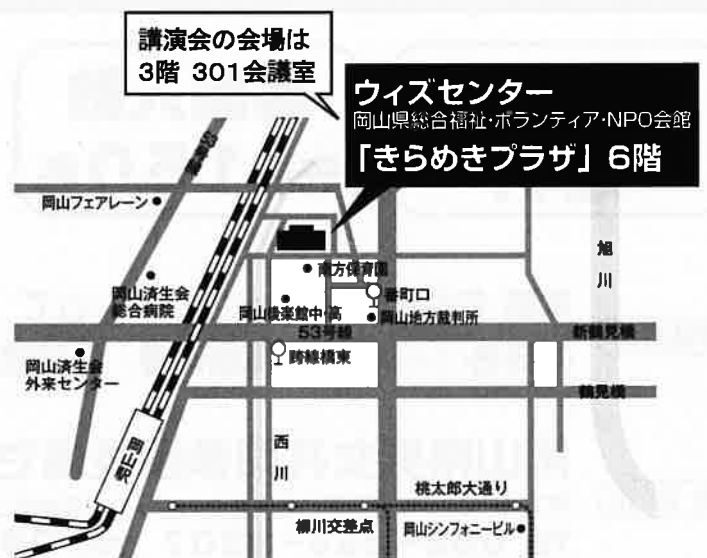 講演会の会場は
3階 301会議室
ウィズセンター
岡山県総合福祉・ボランティア・NPO会館
「きらめきプラザ」6階
岡山フェアレーン
旭川
南方保育園
岡山済生会
総合病院
番町口
岡山後楽館中・高
岡山地方裁判所
53号線
新鶴見橋
跨線橋東
岡山済生会
外来センター
鶴見橋
岡山駅
西川
桃太郎大通り
柳川交差点
岡山シンフォニービル